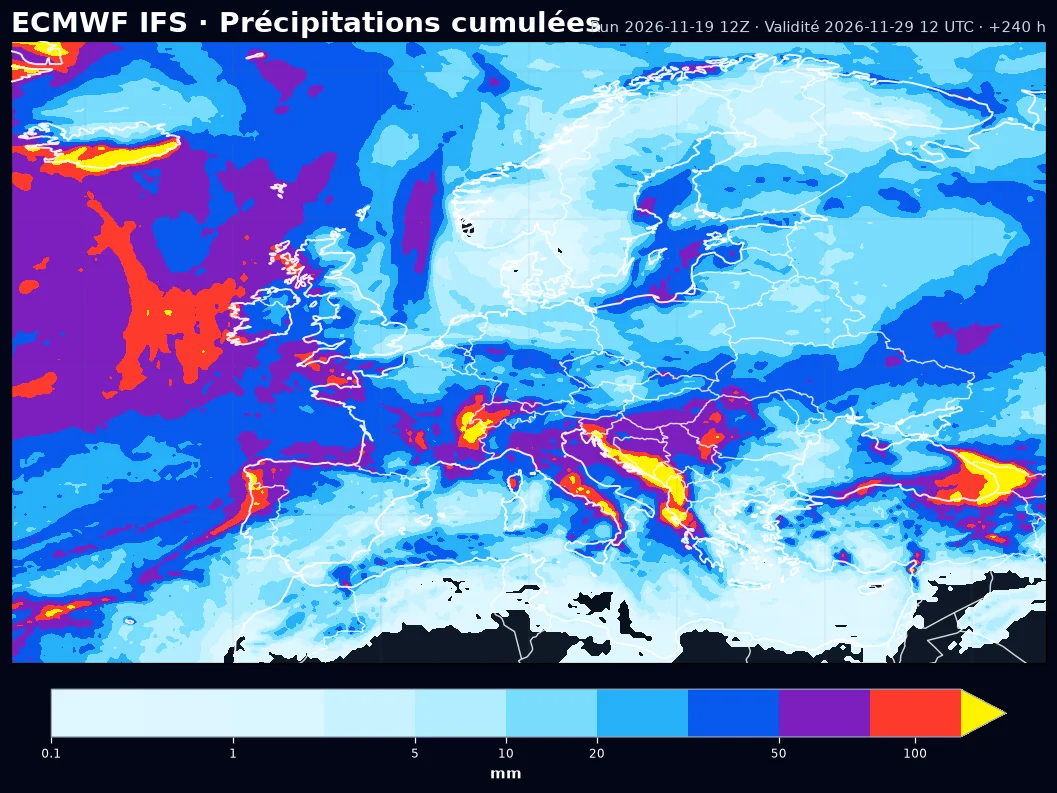 ECMWF IFS · Précipitations cumulées
Run 2026-11-19 12Z · Validité 2026-11-29 12 UTC · +240 h
0.1 1 5 10 20 50 100
mm